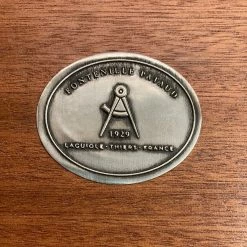 FONTENILLE PATAUD
1929
LAGUIOLE-THIERS-FRANCE